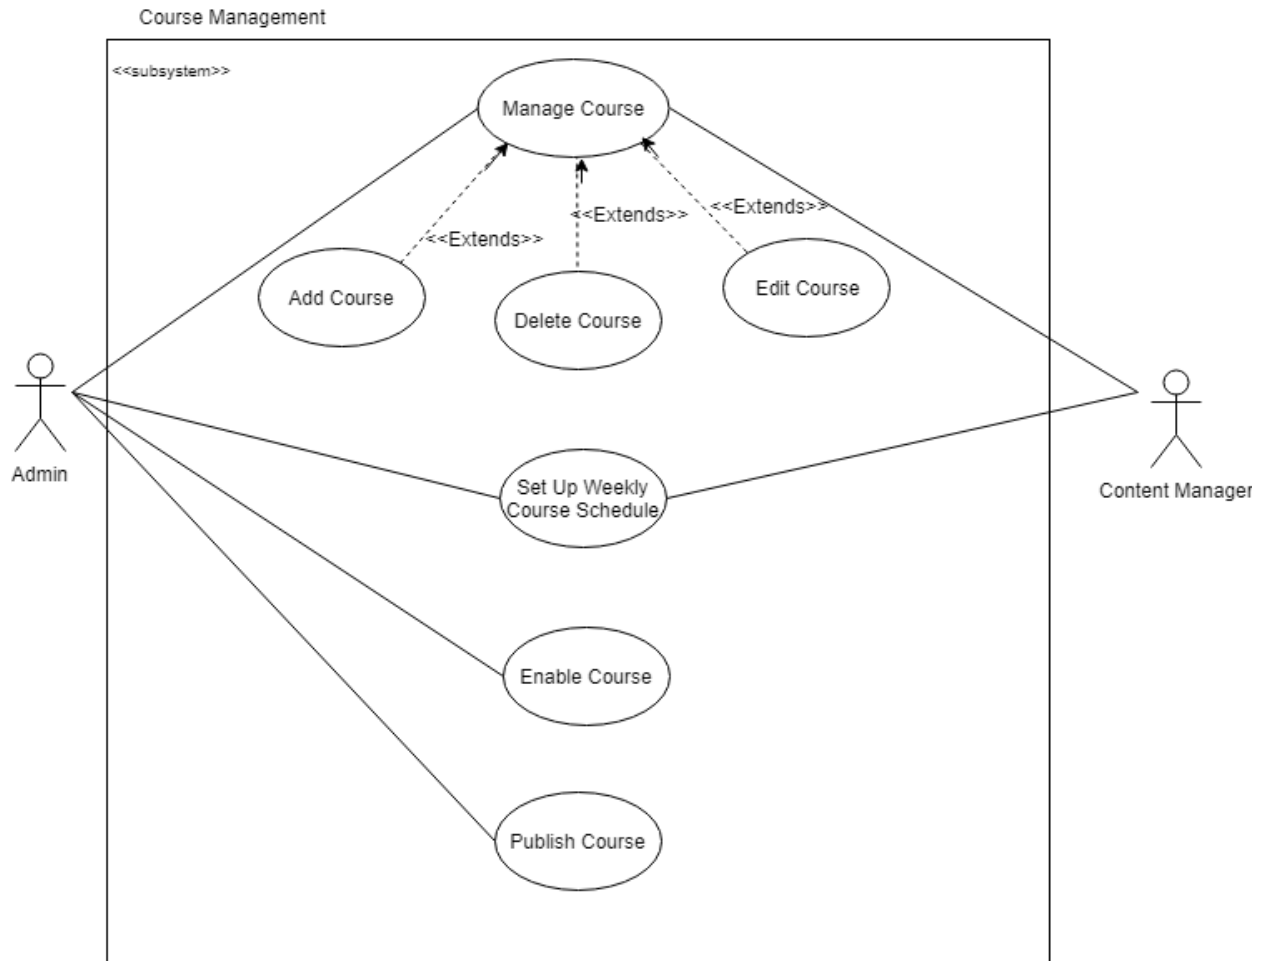 Course Management
<<subsystem>>
Manage Course
<<Extends>>
<<Extends>>
<<Extends>>
Add Course
Delete Course
Edit Course
Admin
Content Manager
Set Up Weekly
Course Schedule
Enable Course
Publish Course